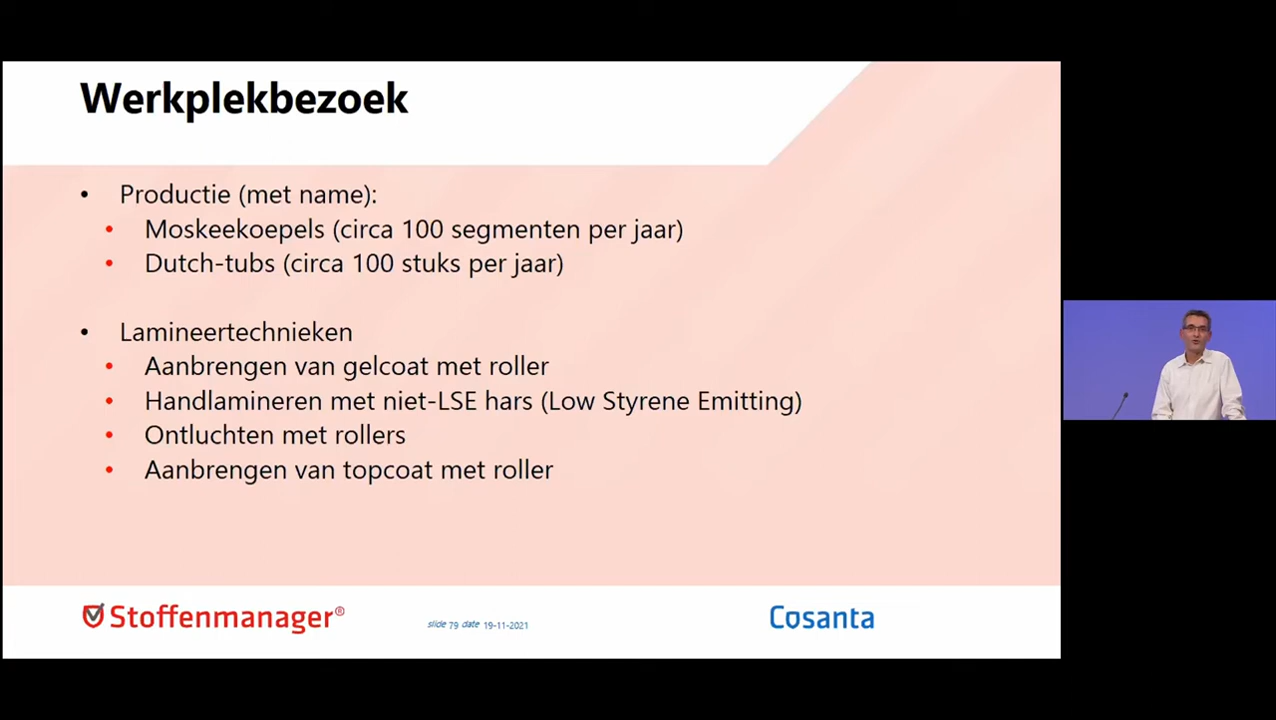 Werkplekbezoek
• Productie (met name):
• Moskeekoepels (circa 100 segmenten per jaar)
• Dutch-tubs (circa 100 stuks per jaar)
• Lamineertechnieken
• Aanbrengen van gelcoat met roller
• Handlamineren met niet-LSE hars (Low Styrene Emitting)
• Ontluchten met rollers
• Aanbrengen van topcoat met roller
Stoffenmanager®
slide 79 date 19-11-2021
Cosanta